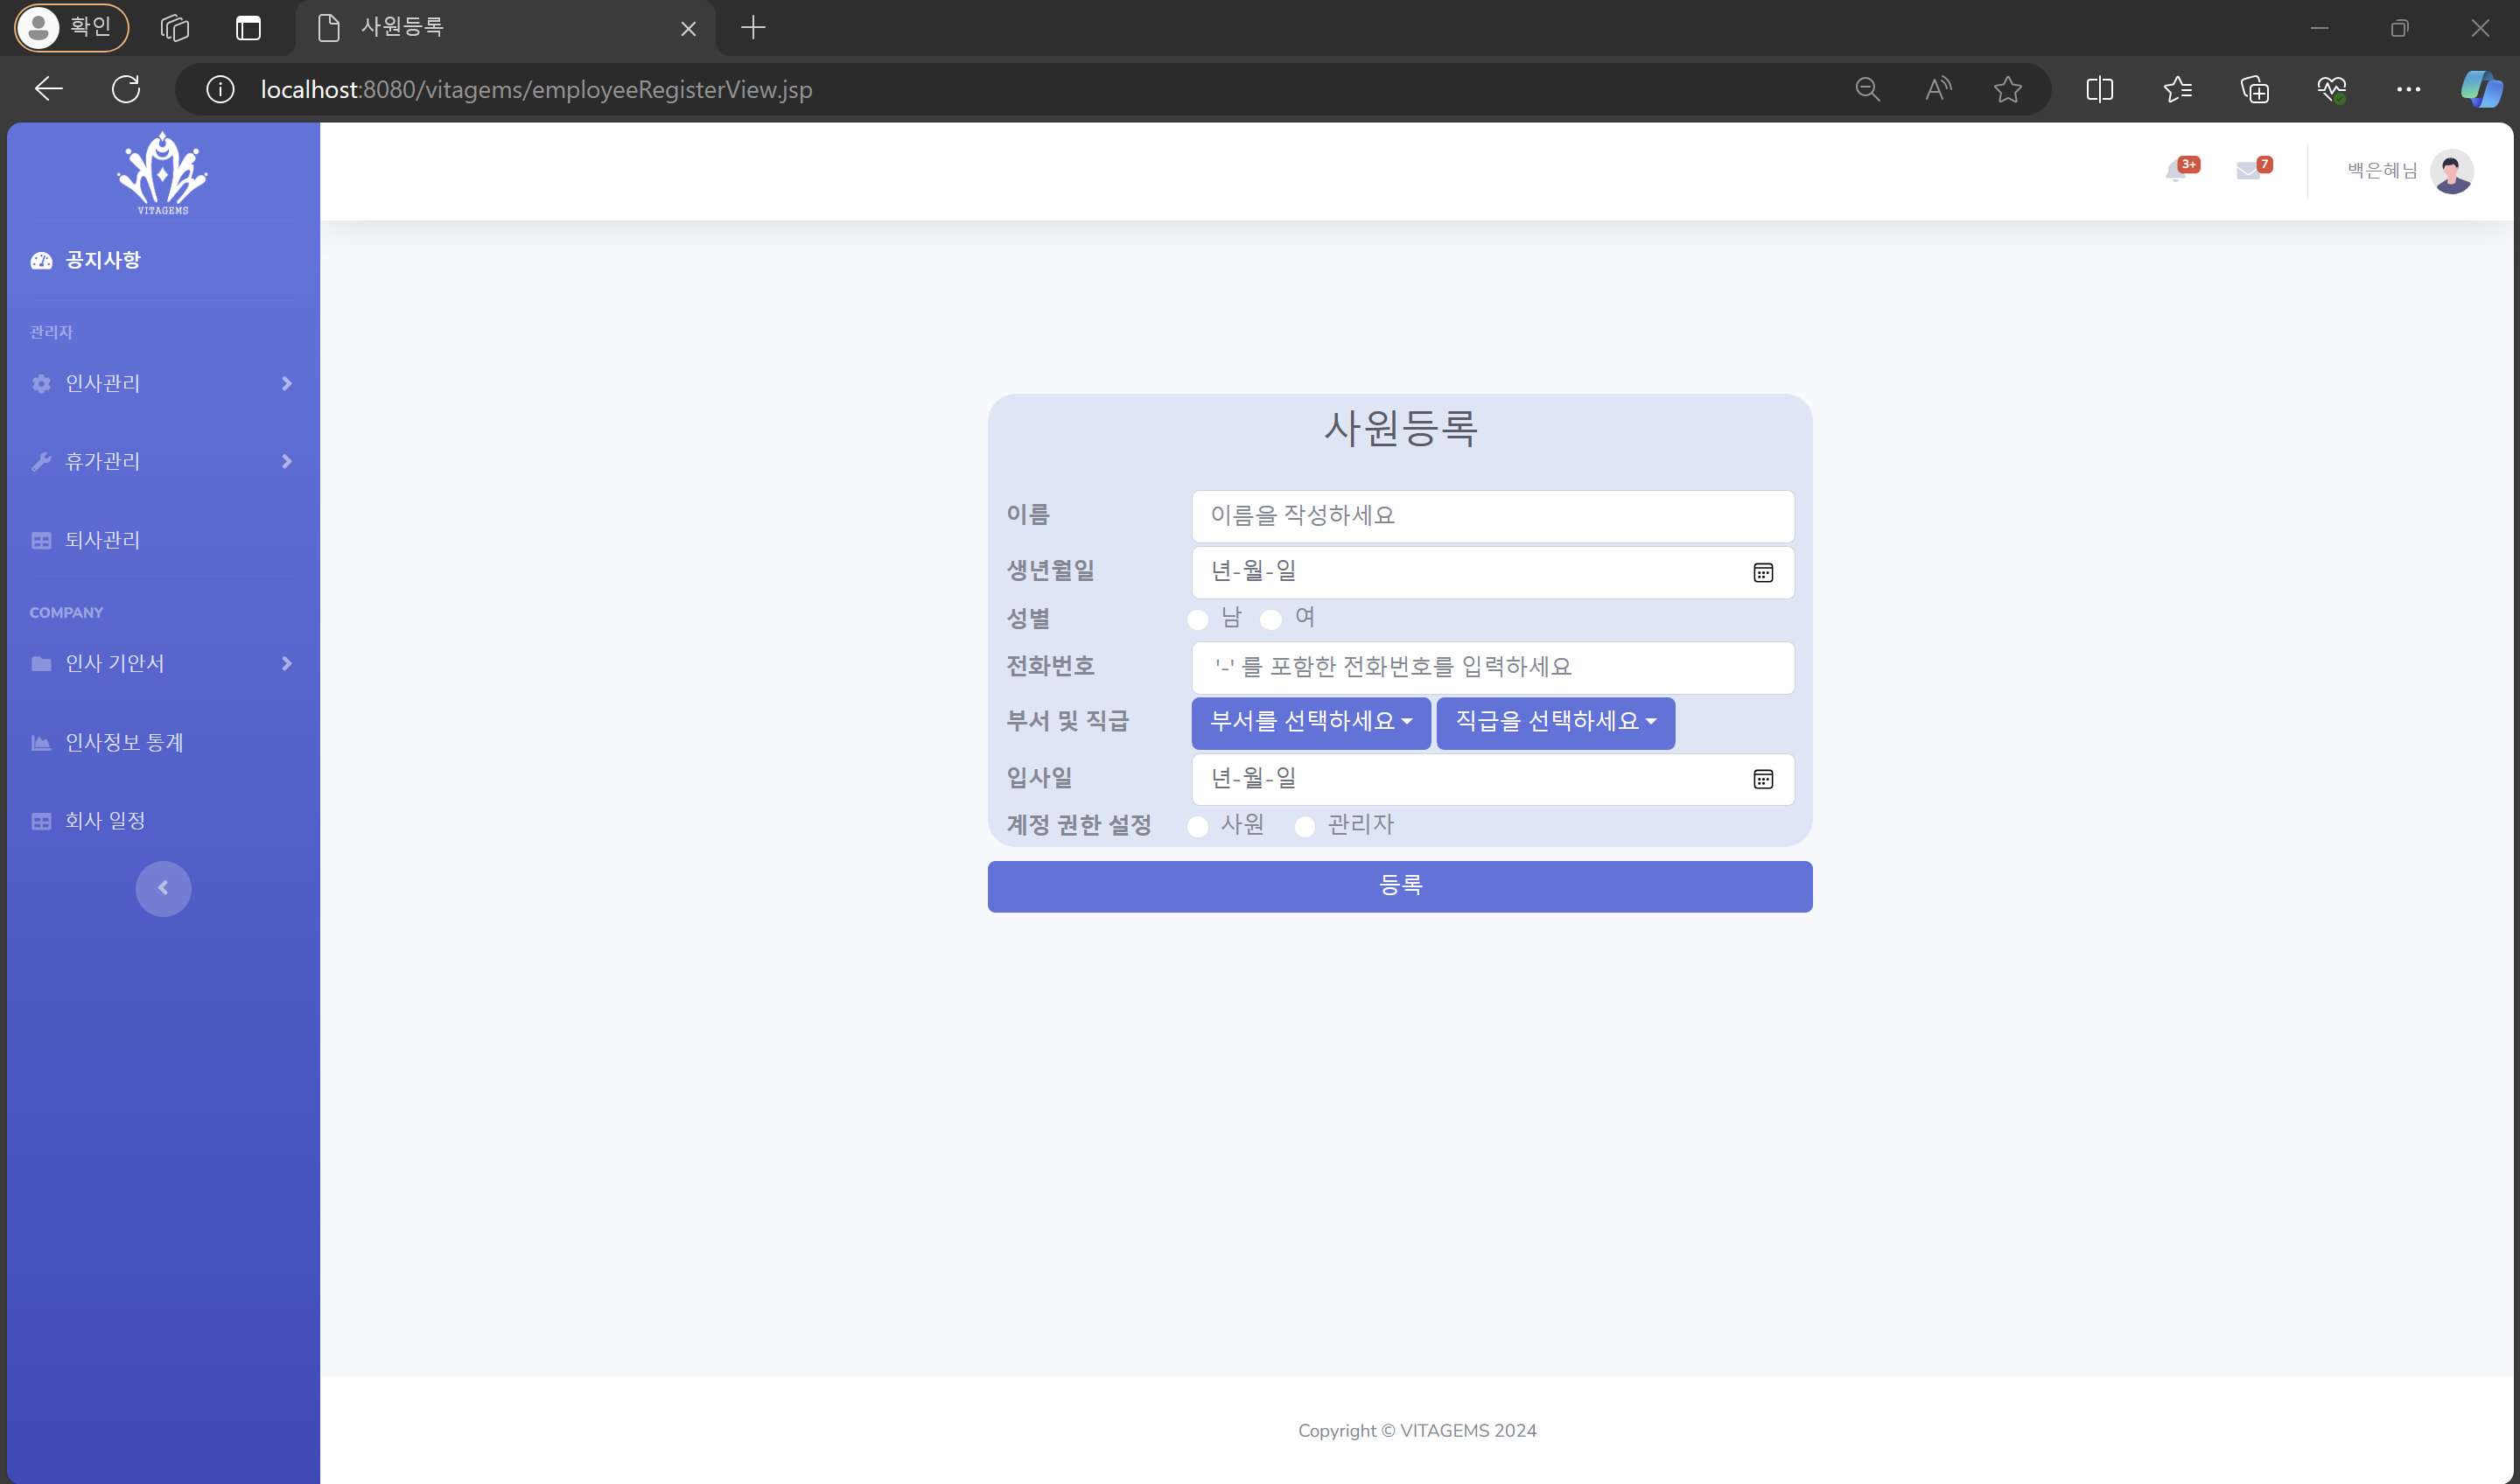 확인
사원등록
localhost:8080/vitagems/employeeRegisterView.jsp
VITAGEMS
3+
7
백은혜님
공지사항
관리자
인사관리
휴가관리
퇴사관리
COMPANY
인사 기안서
인사정보 통계
회사 일정
사원등록
이름 이름을 작성하세요
생년월일 년-월-일
성별 남 여
전화번호 '-' 를 포함한 전화번호를 입력하세요
부서 및 직급 부서를 선택하세요 직급을 선택하세요
입사일 년-월-일
계정 권한 설정 사원 관리자
등록
Copyright © VITAGEMS 2024